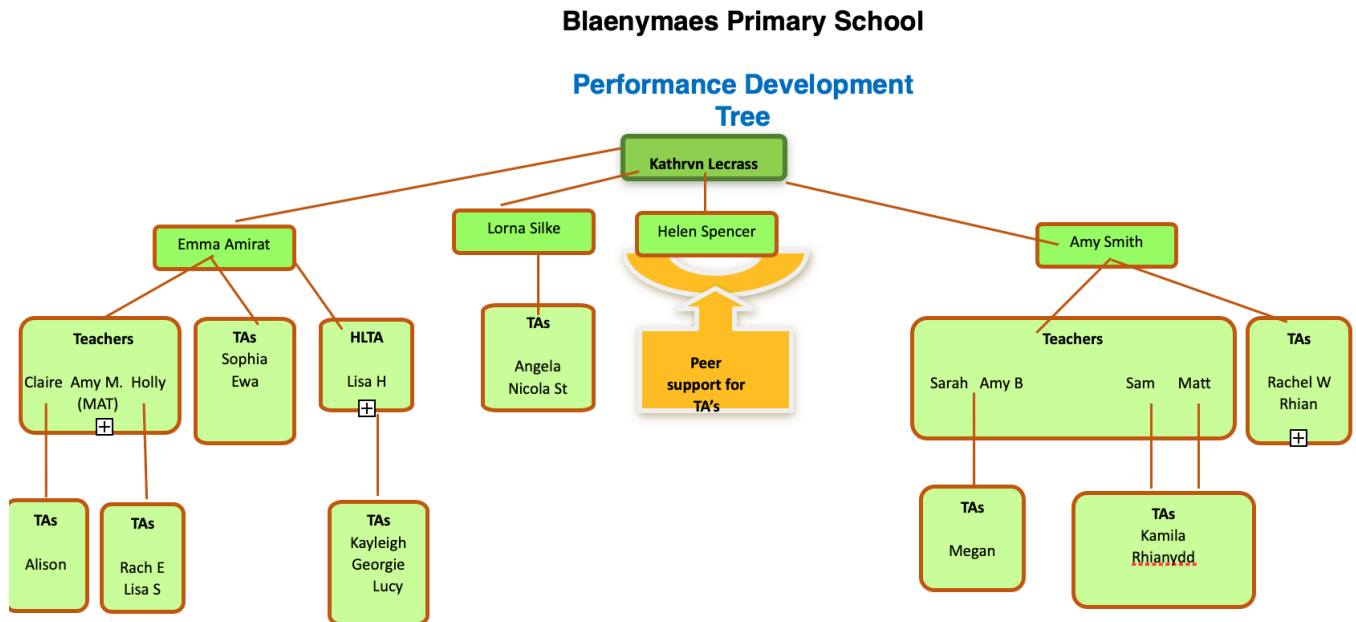 Blaenymaes Primary School
Performance Development
Tree
Kathrvn Lecrass
Emma Amirat
Lorna Silke
Helen Spencer
Amy Smith
Teachers
Claire Amy M. Holly
(MAT)
TAs
Sophia
Ewa
HLTA
Lisa H
TAs
Angela
Nicola St
Peer
support for
TA's
Teachers
Sarah Amy B Sam Matt
TAs
Rachel W
Rhian
TAs
Alison
TAs
Rach E
Lisa S
TAs
Kayleigh
Georgie
Lucy
TAs
Megan
TAs
Kamila
Rhianydd